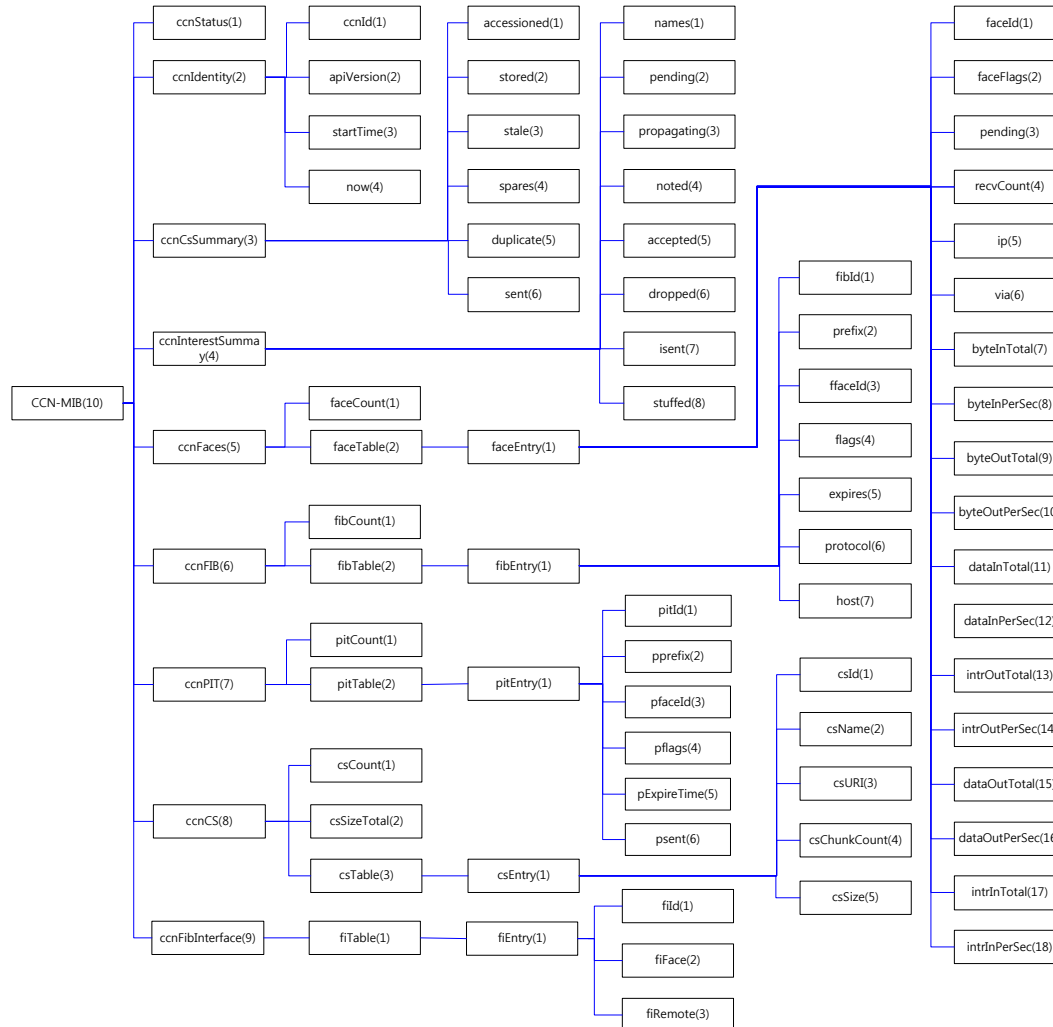 CCN-MIB(10)
ccnStatus(1)
ccnIdentity(2)
ccnCsSummary(3)
ccnInterestSumma
y(4)
ccnFaces(5)
ccnFIB(6)
ccnPIT(7)
ccnCS(8)
ccnFibInterface(9)
ccnId(1)
apiVersion(2)
startTime(3)
now(4)
faceCount(1)
faceTable(2)
fibCount(1)
fibTable(2)
pitCount(1)
pitTable(2)
csCount(1)
csSizeTotal(2)
csTable(3)
fiTable(1)
accessioned(1)
stored(2)
stale(3)
spares(4)
duplicate(5)
sent(6)
faceEntry(1)
fibEntry(1)
pitEntry(1)
csEntry(1)
fiEntry(1)
names(1)
pending(2)
propagating(3)
noted(4)
accepted(5)
dropped(6)
isent(7)
stuffed(8)
pitId(1)
pprefix(2)
pfaceId(3)
pflags(4)
pExpireTime(5)
psent(6)
fiId(1)
fiFace(2)
fiRemote(3)
fibId(1)
prefix(2)
ffaceId(3)
flags(4)
expires(5)
protocol(6)
host(7)
csId(1)
csName(2)
csURI(3)
csChunkCount(4)
csSize(5)
faceId(1)
faceFlags(2)
pending(3)
recvCount(4)
ip(5)
via(6)
byteInTotal(7)
byteInPerSec(8)
byteOutTotal(9)
byteOutPerSec(10
dataInTotal(11)
dataInPerSec(12)
intrOutTotal(13)
intrOutPerSec(14
dataOutTotal(15)
dataOutPerSec(16
intrInTotal(17)
intrInPerSec(18)